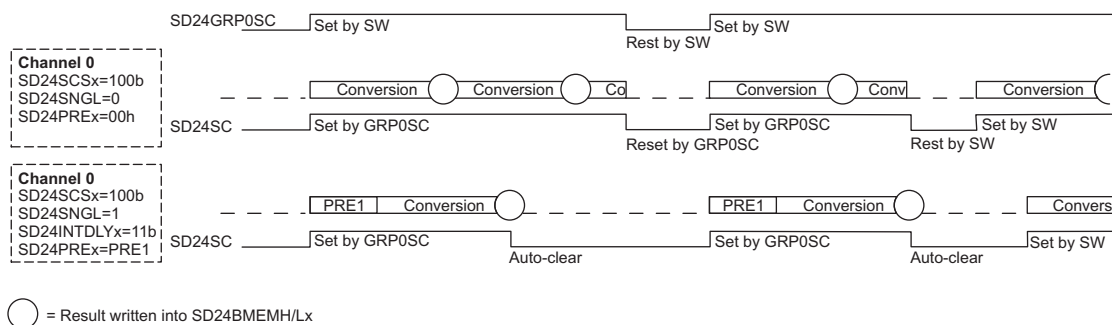 SD24GRP0SC
Set by SW
Rest by SW
Set by SW
Channel 0
SD24SCSx=100b
SD24SNGL=0
SD24PREx=00h
Conversion
Conversion
Co
Conversion
Conv
Conversion
SD24SC
Set by GRP0SC
Reset by GRP0SC
Set by GRP0SC
Rest by SW
Set by SW
Channel 0
SD24SCSx=100b
SD24SNGL=1
SD24INTDLYx=11b
SD24PREx=PRE1
PRE1
Conversion
PRE1
Conversion
Convers
SD24SC
Set by GRP0SC
Auto-clear
Set by GRP0SC
Auto-clear
Set by SW
= Result written into SD24BMEMH/Lx